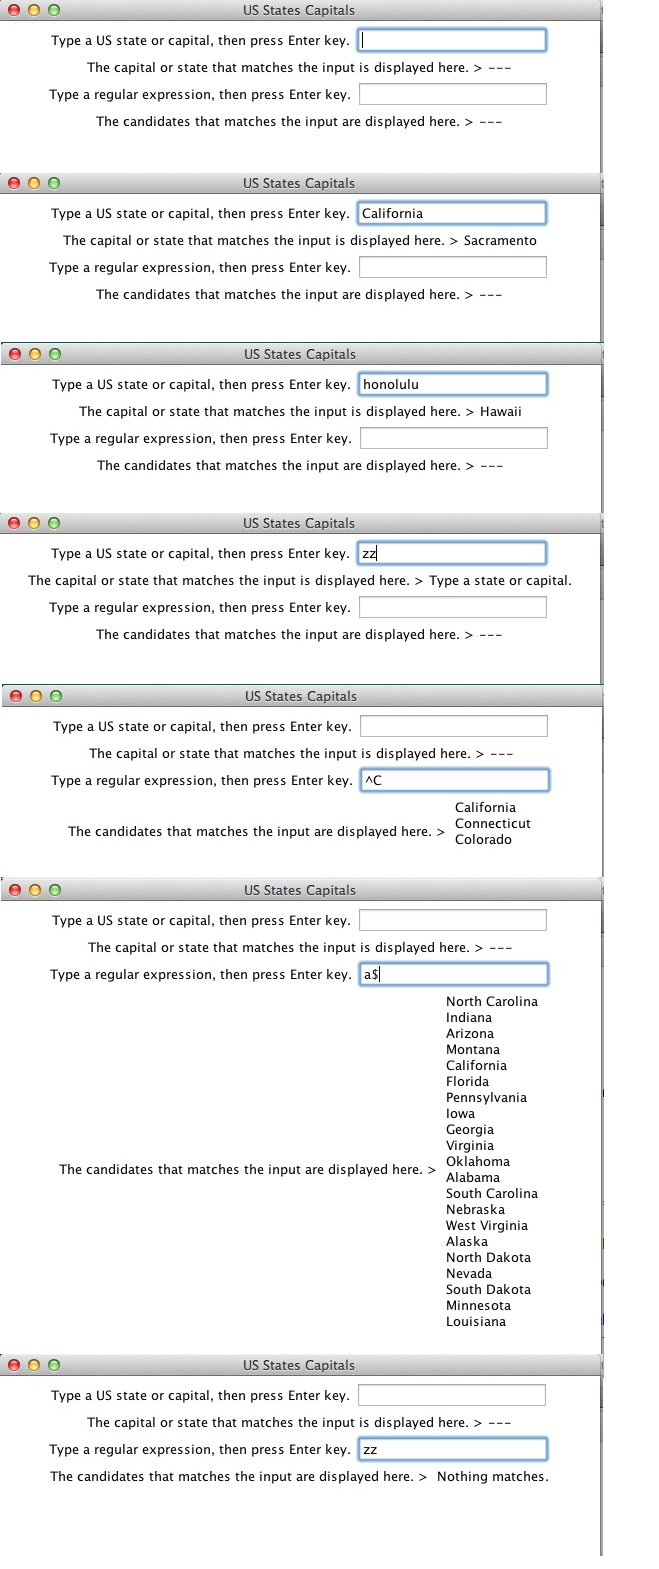 US States Capitals
Type a US state or capital, then press Enter key.
The capital or state that matches the input is displayed here. > ---
Type a regular expression, then press Enter key.
The candidates that matches the input are displayed here. > ---
US States Capitals
Type a US state or capital, then press Enter key. California
The capital or state that matches the input is displayed here. > Sacramento
Type a regular expression, then press Enter key.
The candidates that matches the input are displayed here. > ---
US States Capitals
Type a US state or capital, then press Enter key. honolulu
The capital or state that matches the input is displayed here. > Hawaii
Type a regular expression, then press Enter key.
The candidates that matches the input are displayed here. > ---
US States Capitals
Type a US state or capital, then press Enter key. zz
The capital or state that matches the input is displayed here. > Type a state or capital.
Type a regular expression, then press Enter key.
The candidates that matches the input are displayed here. > ---
US States Capitals
Type a US state or capital, then press Enter key.
The capital or state that matches the input is displayed here. > ---
Type a regular expression, then press Enter key. ^C
The candidates that matches the input are displayed here. >
California
Connecticut
Colorado
US States Capitals
Type a US state or capital, then press Enter key.
The capital or state that matches the input is displayed here. > ---
Type a regular expression, then press Enter key. a$
The candidates that matches the input are displayed here. >
North Carolina
Indiana
Arizona
Montana
California
Florida
Pennsylvania
Iowa
Georgia
Virginia
Oklahoma
Alabama
South Carolina
Nebraska
West Virginia
Alaska
North Dakota
Nevada
South Dakota
Minnesota
Louisiana
US States Capitals
Type a US state or capital, then press Enter key.
The capital or state that matches the input is displayed here. > ---
Type a regular expression, then press Enter key. zz
The candidates that matches the input are displayed here. > Nothing matches.